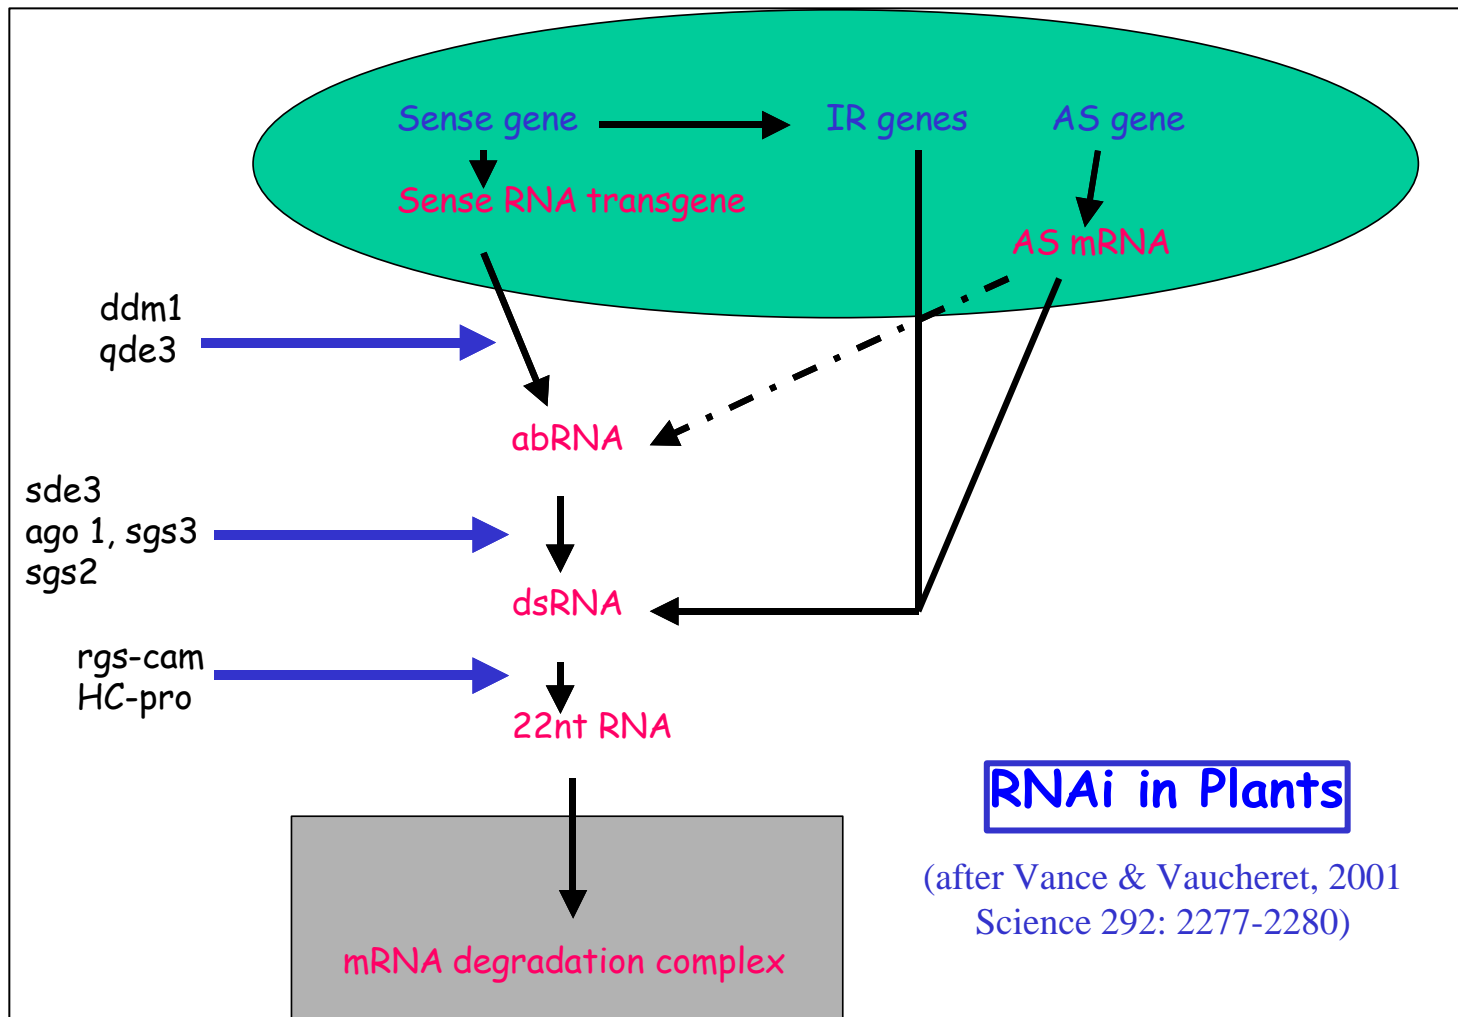 Sense gene
IR genes
AS gene
Sense RNA transgene
AS mRNA
ddm1
qde3
abRNA
sde3
ago 1, sgs3
sgs2
dsRNA
rgs-cam
HC-pro
22nt RNA
RNAi in Plants
(after Vance & Vaucheret, 2001
Science 292: 2277-2280)
mRNA degradation complex